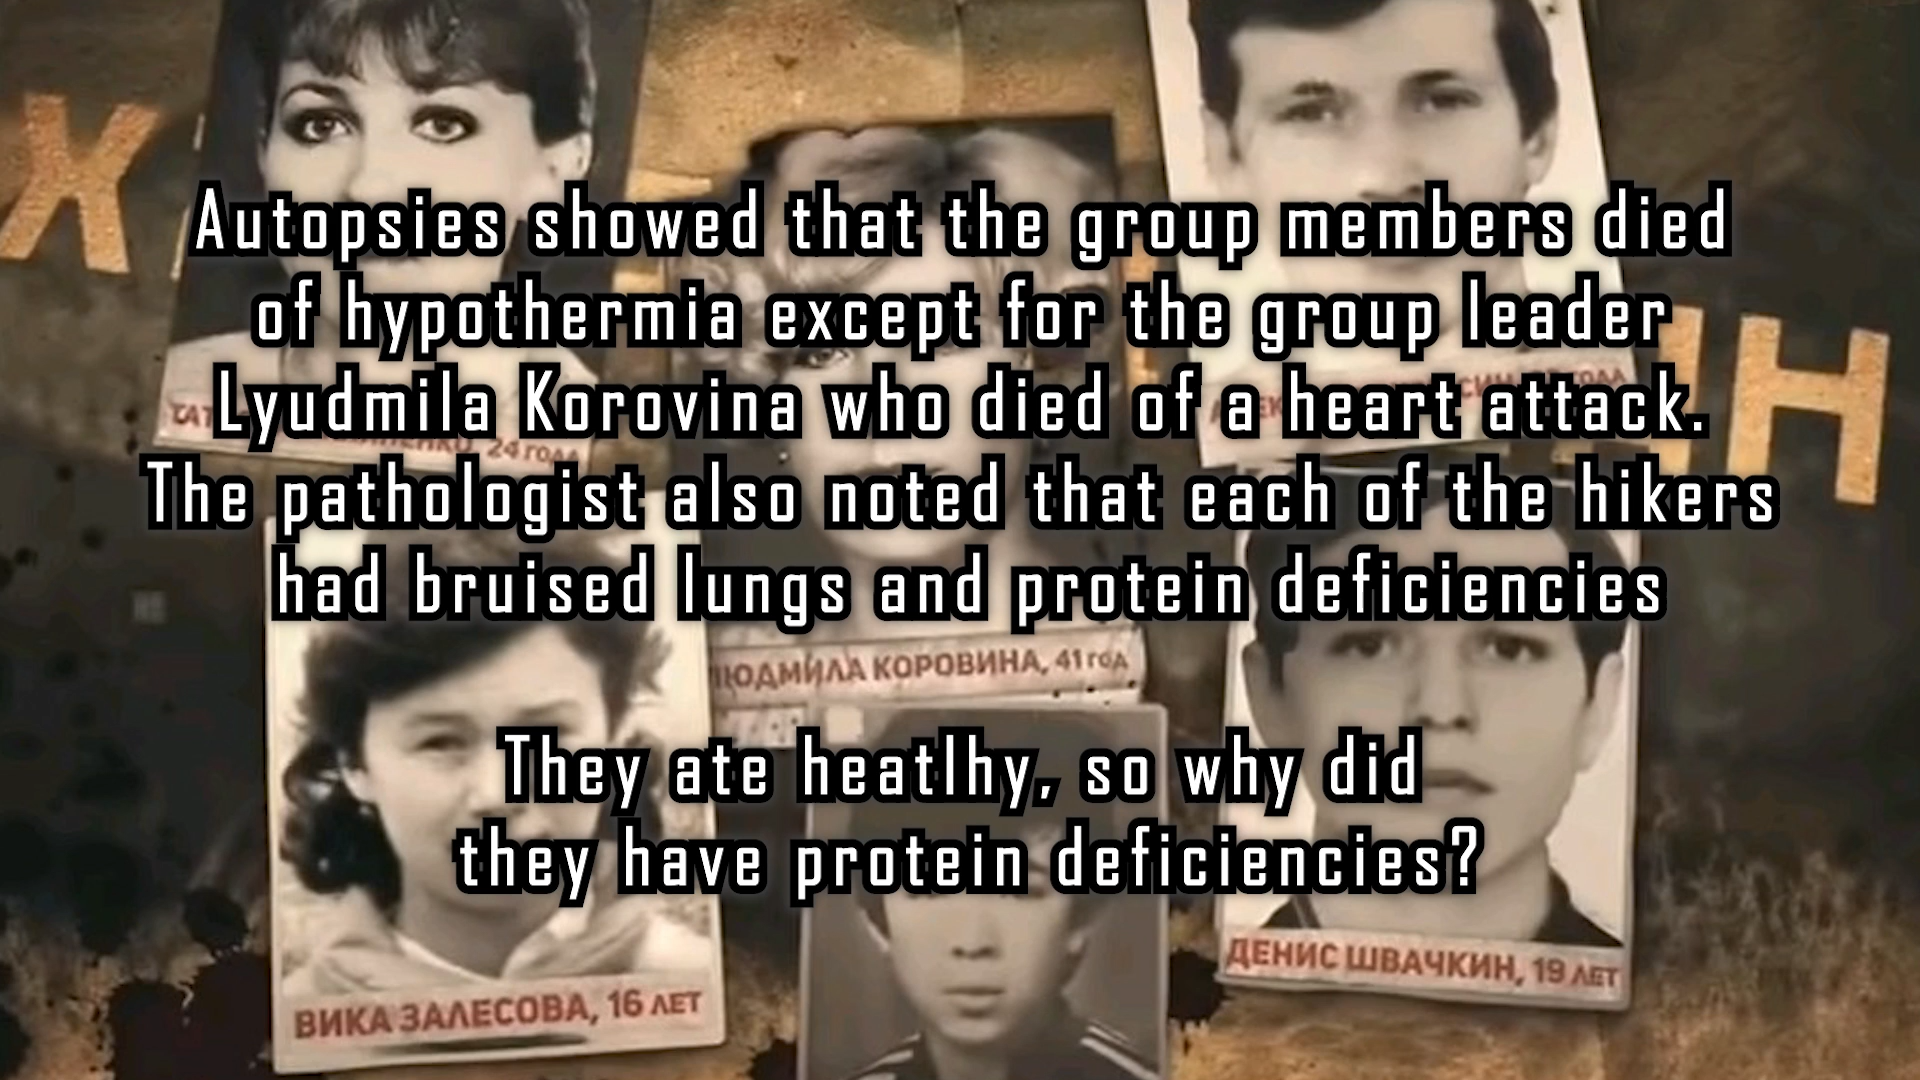 Autopsies showed that the group members died
of hypothermia except for the group leader
Lyudmila Korovina who died of a heart attack.
The pathologist also noted that each of the hikers
had bruised lungs and protein deficiencies
They ate heatlhy, so why did
they have protein deficiencies?
24 года
ЛЮДМИЛА КОРОВИНА, 41 год
ВИКА ЗАЛЕСОВА, 16 ЛЕТ
ДЕНИС ШВАЧКИН, 19 ЛЕТ